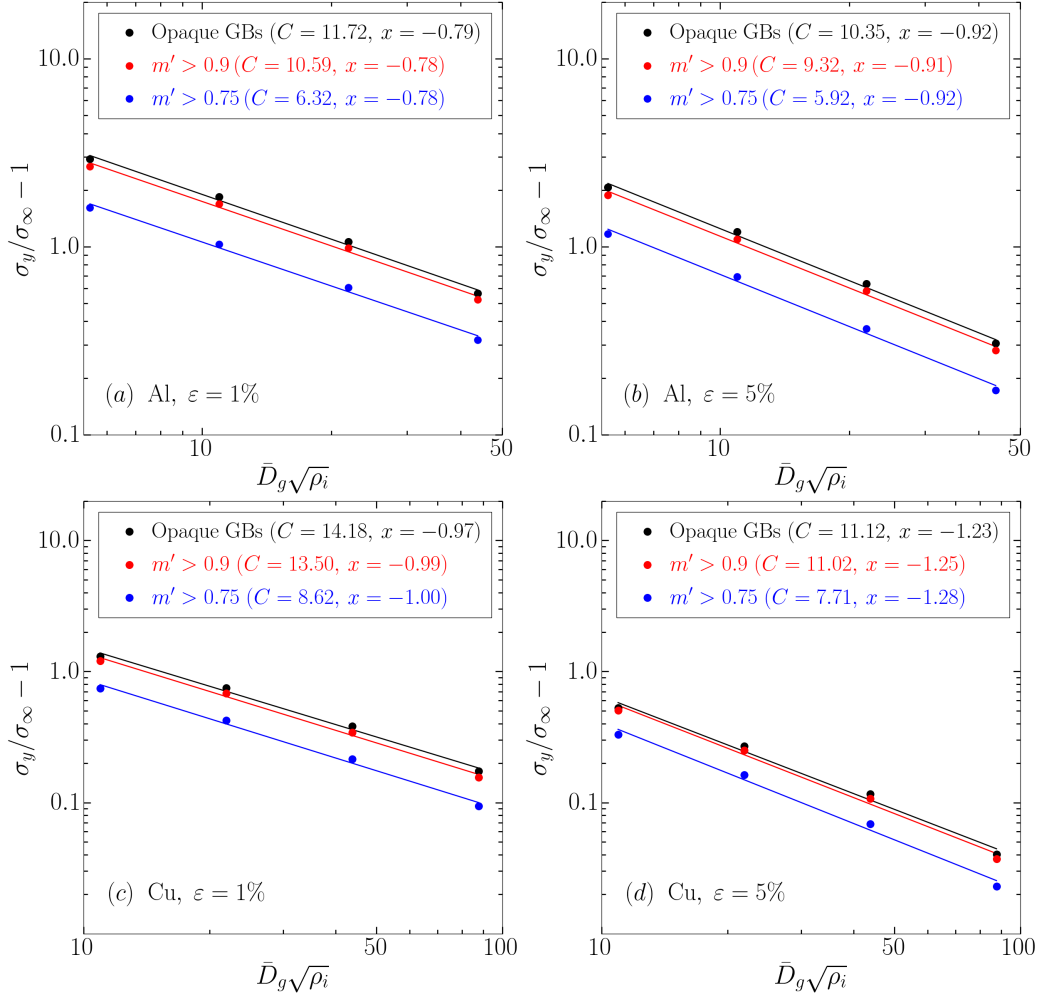 Opaque GBs (C = 11.72, x = −0.79)
m′ > 0.9 (C = 10.59, x = −0.78)
m′ > 0.75 (C = 6.32, x = −0.78)
10.0
1.0
0.1
σy/σ∞ − 1
(a) Al, ε = 1%
10
50
D̄g√ρi
Opaque GBs (C = 10.35, x = −0.92)
m′ > 0.9 (C = 9.32, x = −0.91)
m′ > 0.75 (C = 5.92, x = −0.92)
10.0
1.0
0.1
σy/σ∞ − 1
(b) Al, ε = 5%
10
50
D̄g√ρi
Opaque GBs (C = 14.18, x = −0.97)
m′ > 0.9 (C = 13.50, x = −0.99)
m′ > 0.75 (C = 8.62, x = −1.00)
10.0
1.0
0.1
σy/σ∞ − 1
(c) Cu, ε = 1%
10
50
100
D̄g√ρi
Opaque GBs (C = 11.12, x = −1.23)
m′ > 0.9 (C = 11.02, x = −1.25)
m′ > 0.75 (C = 7.71, x = −1.28)
10.0
1.0
0.1
σy/σ∞ − 1
(d) Cu, ε = 5%
10
50
100
D̄g√ρi